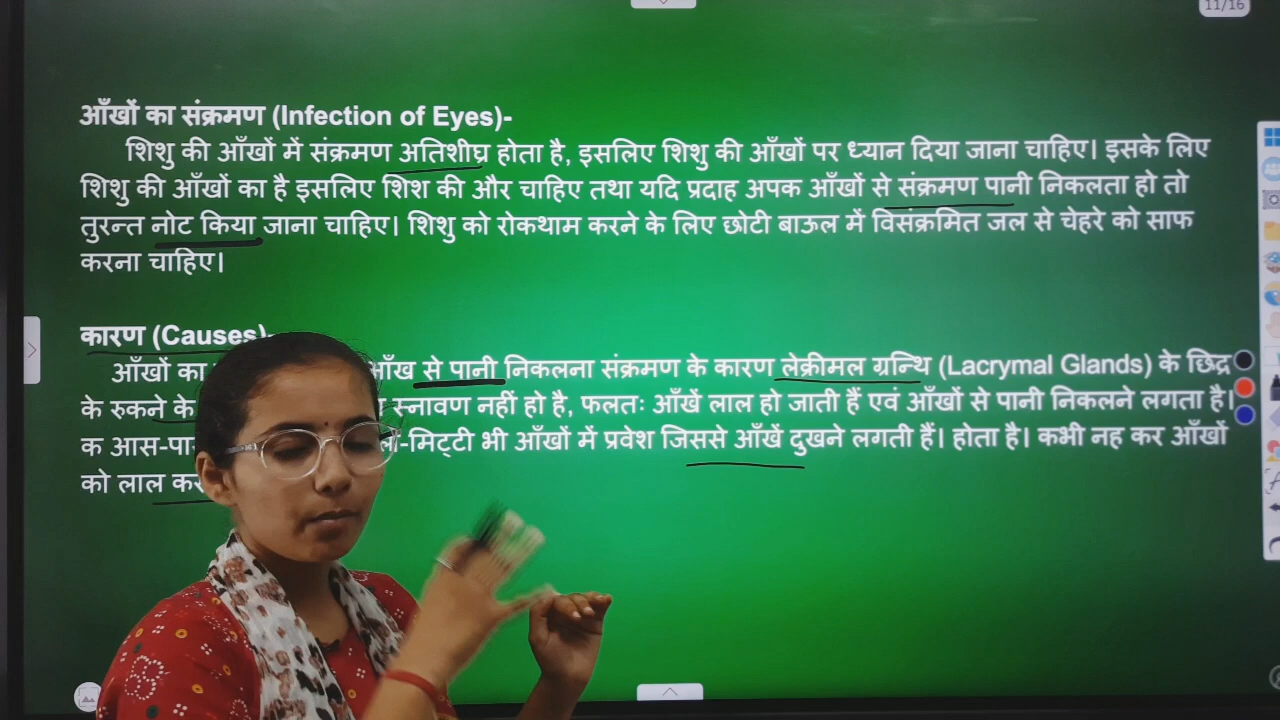 11/16
आँखों का संक्रमण (Infection of Eyes)-
शिशु की आँखों में संक्रमण अतिशीघ्र होता है, इसलिए शिशु की आँखों पर ध्यान दिया जाना चाहिए। इसके लिए
शिशु की आँखों का है इसलिए शिश की और चाहिए तथा यदि प्रदाह अपक आँखों से संक्रमण पानी निकलता हो तो
तुरन्त नोट किया जाना चाहिए। शिशु को रोकथाम करने के लिए छोटी बाऊल में विसंक्रमित जल से चेहरे को साफ
करना चाहिए।
कारण (Causes)-
आँखों का आँख से पानी निकलना संक्रमण के कारण लेक्रीमल ग्रन्थि (Lacrymal Glands) के छिद्र
के रुकने के स्नावण नहीं हो है, फलतः आँखें लाल हो जाती हैं एवं आँखों से पानी निकलने लगता है।
क आस-पा ला-मिट्टी भी आँखों में प्रवेश जिससे आँखें दुखने लगती हैं। होता है। कभी नह कर आँखों
को लाल कर